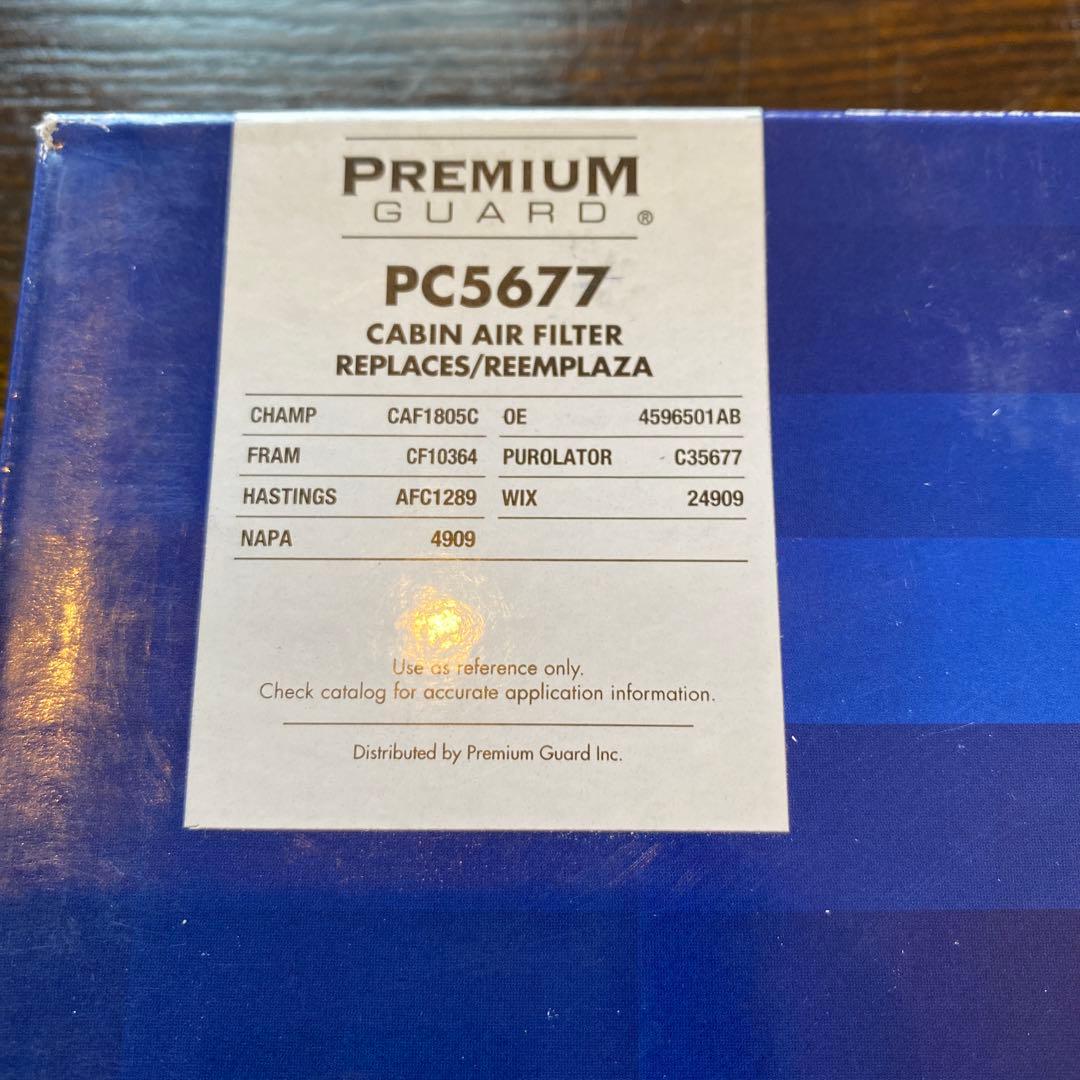 PREMIUM
GUARD ®
PC5677
CABIN AIR FILTER
REPLACES/REEMPLAZA
CHAMP CAF1805C OE 4596501AB
FRAM CF10364 PUROLATOR C35677
HASTINGS AFC1289 WIX 24909
NAPA 4909
Use as reference only.
Check catalog for accurate application information.
Distributed by Premium Guard Inc.